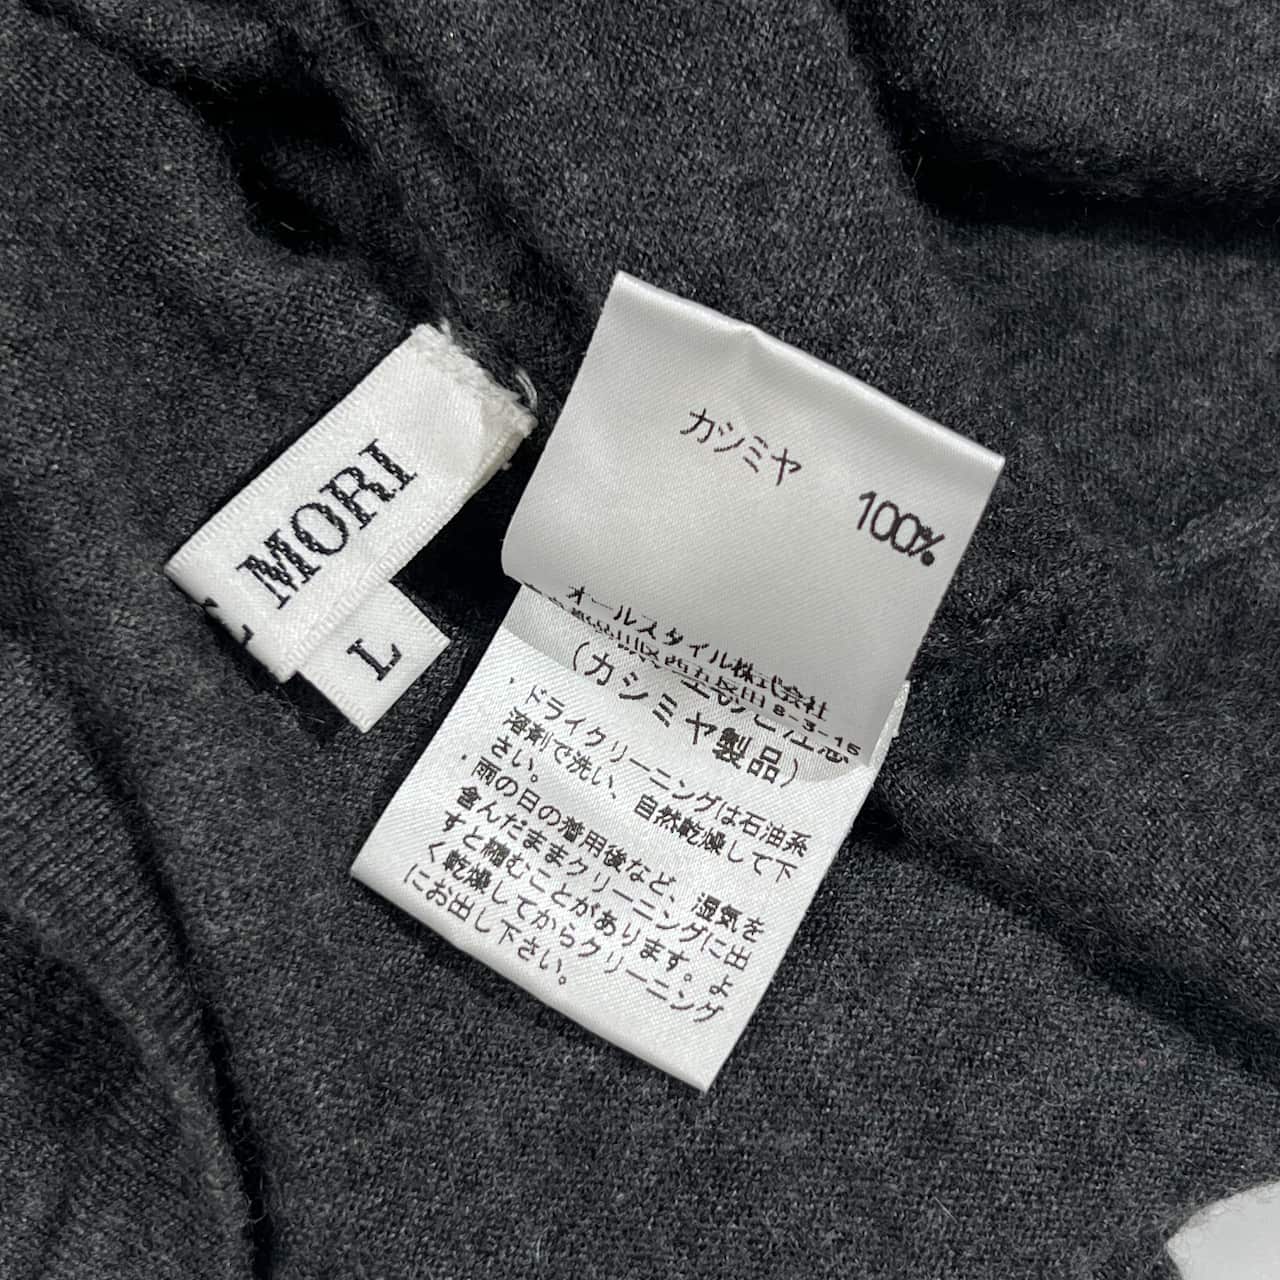 MORI
L
カシミヤ
100%
オールスタイル株式会社
8-3-15
(カシミヤ製品)
・ドライクリーニングは石油系
溶剤で洗い、自然乾燥して下
さい。
・雨の日の着用後など、湿気を
含んだままクリーニングに出
すと縮むことがあります。よ
く乾燥してからクリーニング
にお出し下さい。